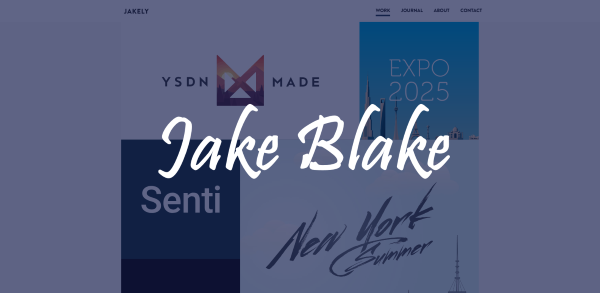 JAKELY
WORK JOURNAL ABOUT CONTACT
YSDN MADE
EXPO
2025
Jake Blake
Senti
New York
Summer